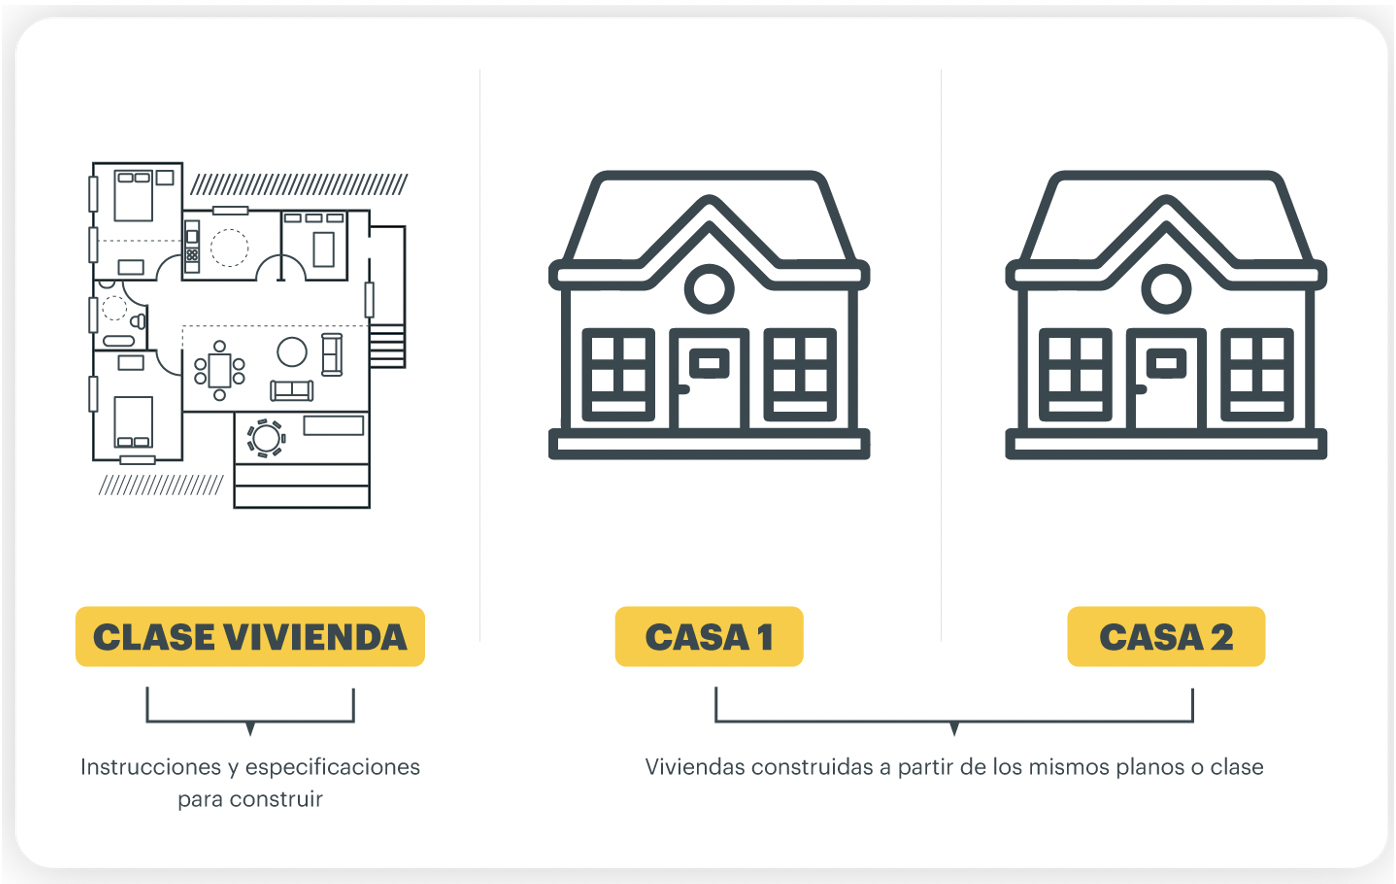 CLASE VIVIENDA
CASA 1
CASA 2
Instrucciones y especificaciones
para construir
Viviendas construidas a partir de los mismos planos o clase